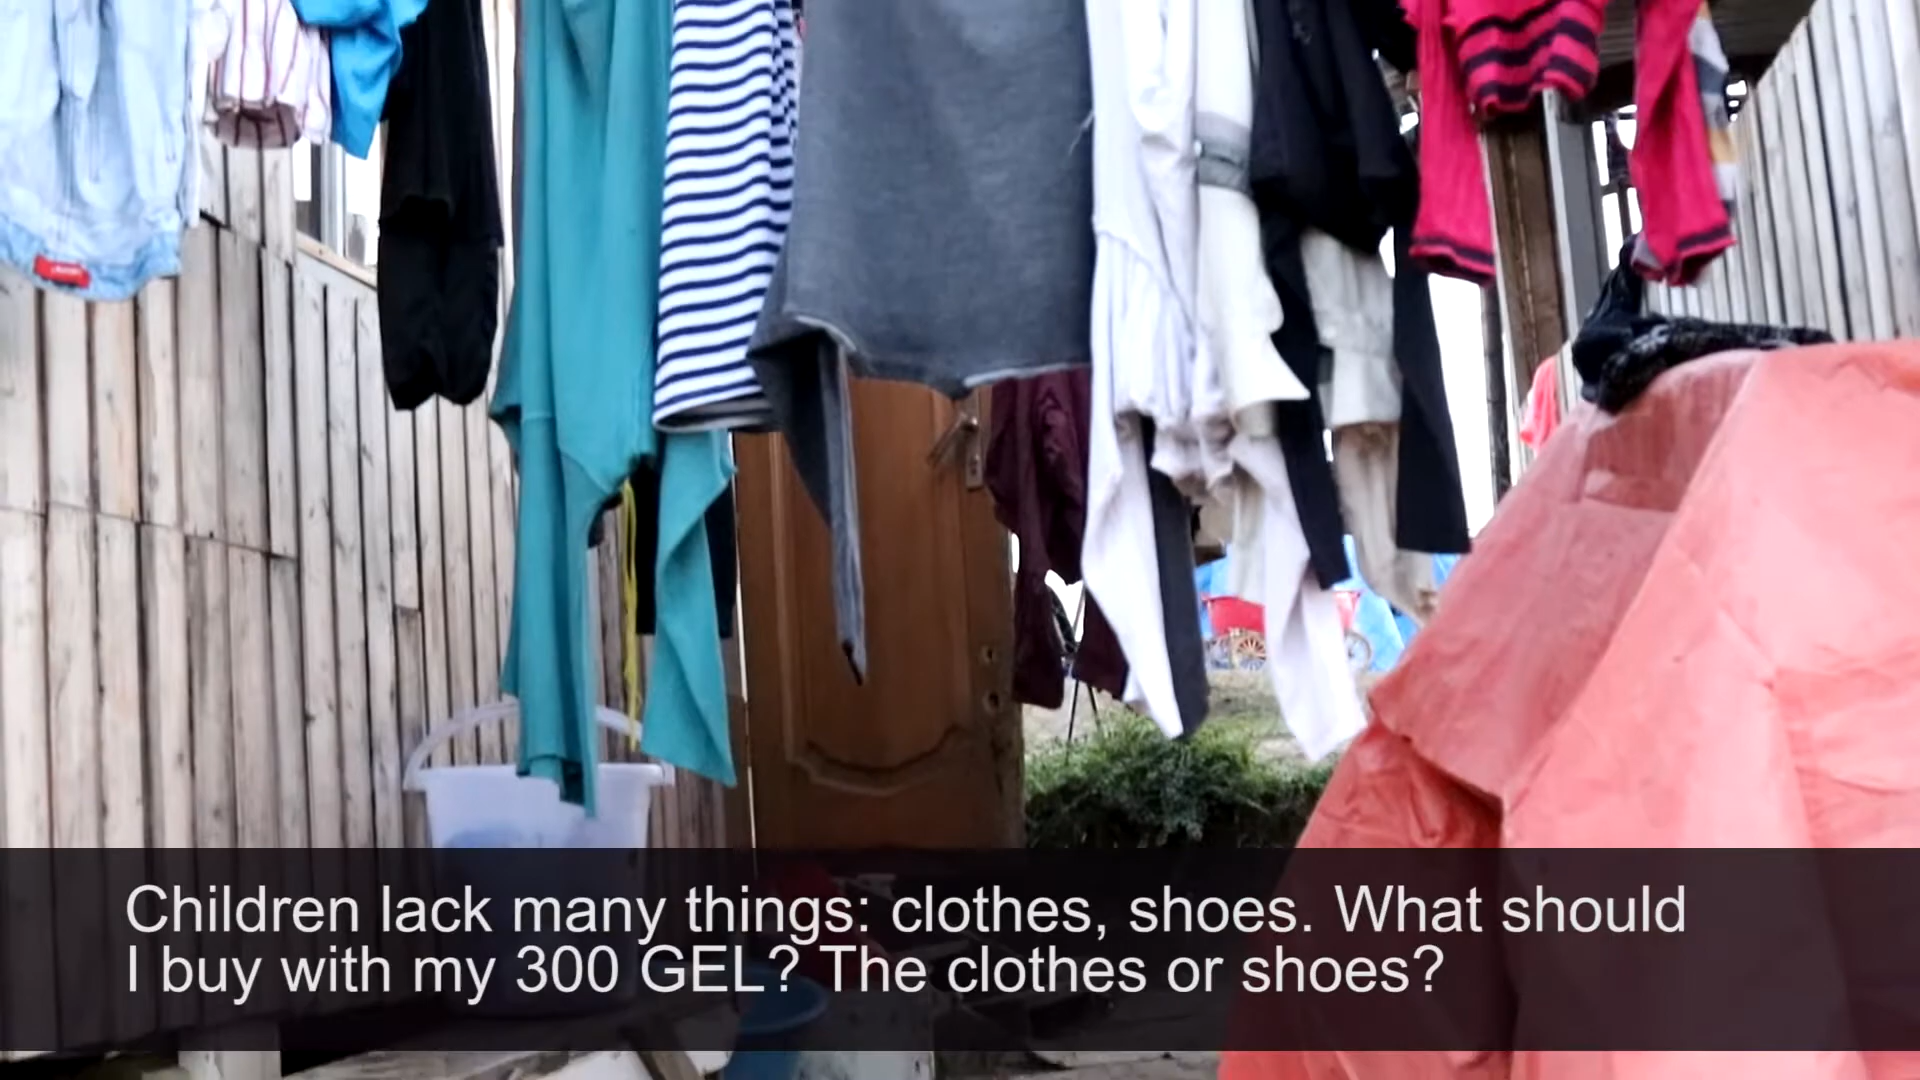 Children lack many things: clothes, shoes. What should
I buy with my 300 GEL? The clothes or shoes?